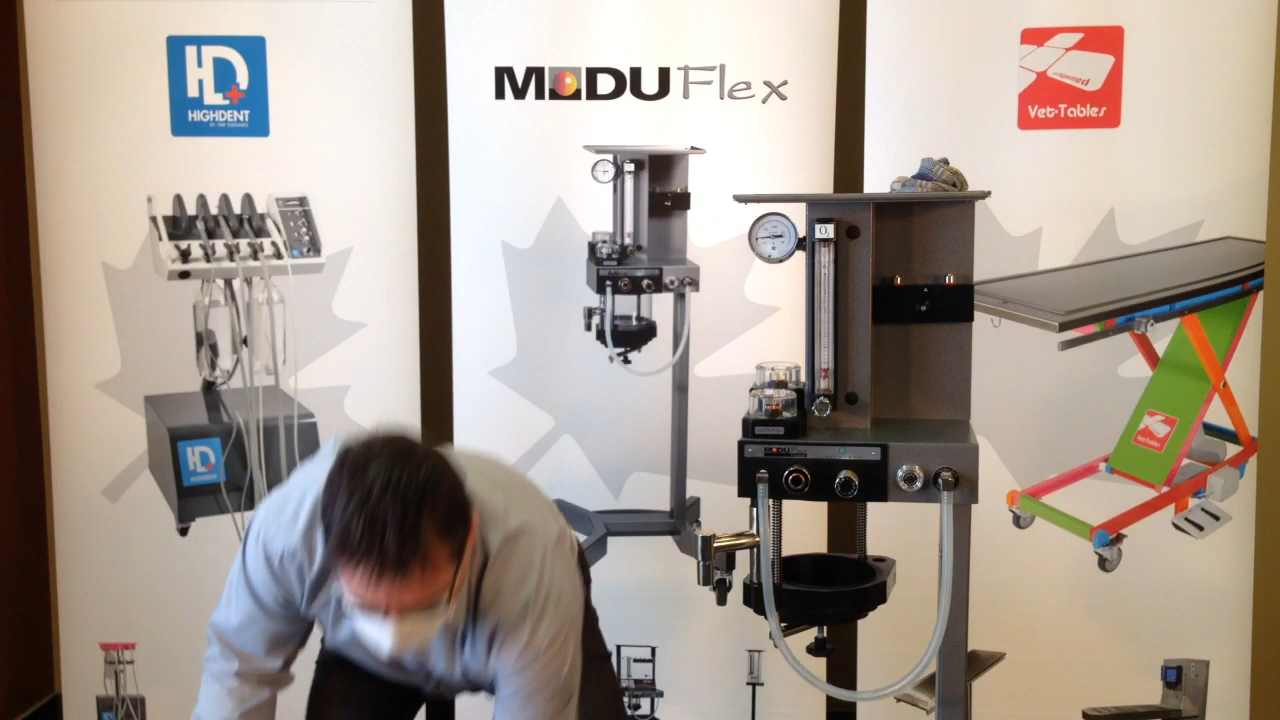 HD+
HIGHDENT
MODUFlex
Vet-Tables
O₂
HD
Vet-Tables